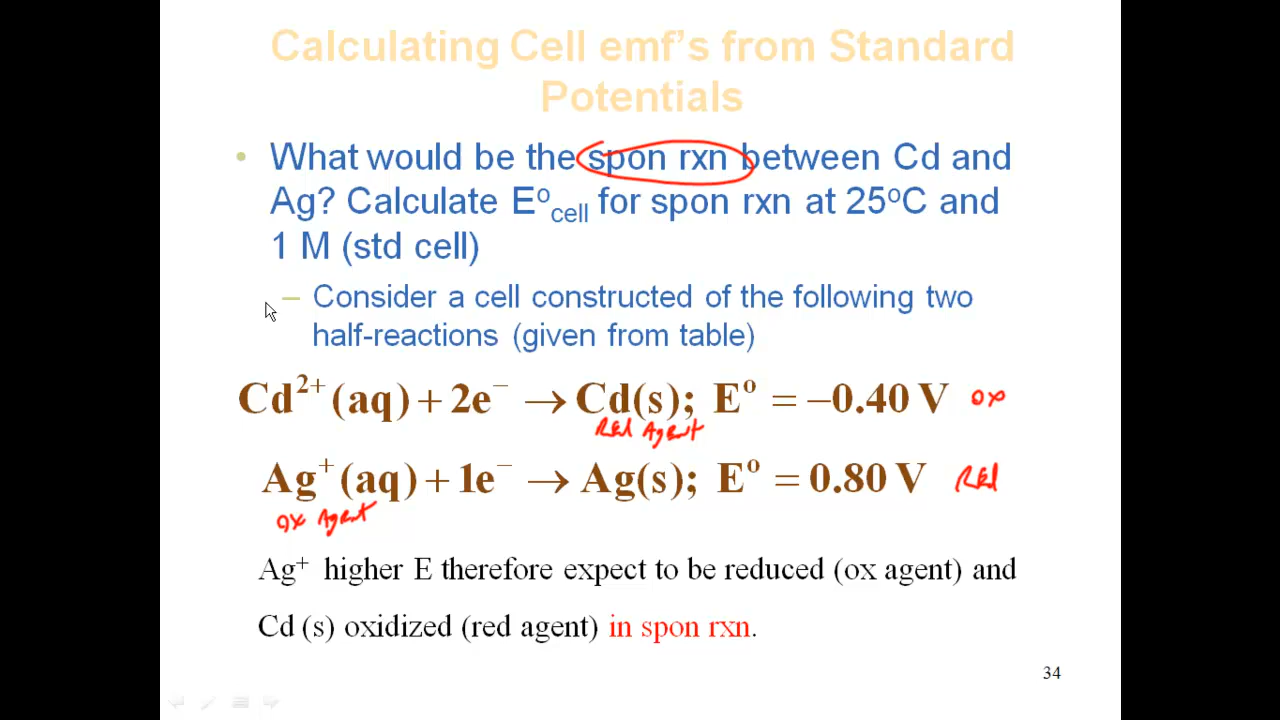 Calculating Cell emf's from Standard
Potentials
• What would be the spon rxn between Cd and
Ag? Calculate E°cell for spon rxn at 25°C and
1 M (std cell)
– Consider a cell constructed of the following two
half-reactions (given from table)
Cd²⁺(aq) + 2e⁻ → Cd(s); E° = −0.40 V ox
Red Agent
Ag⁺(aq) + 1e⁻ → Ag(s); E° = 0.80 V Red
ox Agent
Ag⁺ higher E therefore expect to be reduced (ox agent) and
Cd (s) oxidized (red agent) in spon rxn.
34